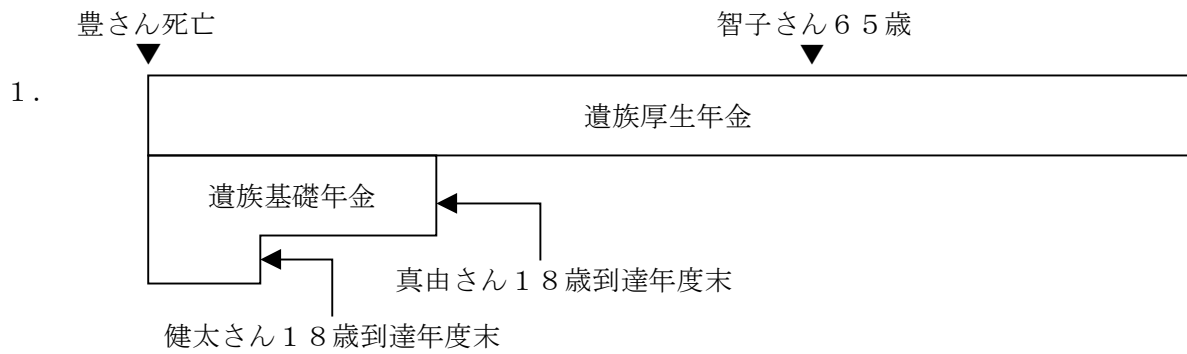 豊さん死亡
智子さん６５歳
１．
遺族厚生年金
遺族基礎年金
真由さん１８歳到達年度末
健太さん１８歳到達年度末